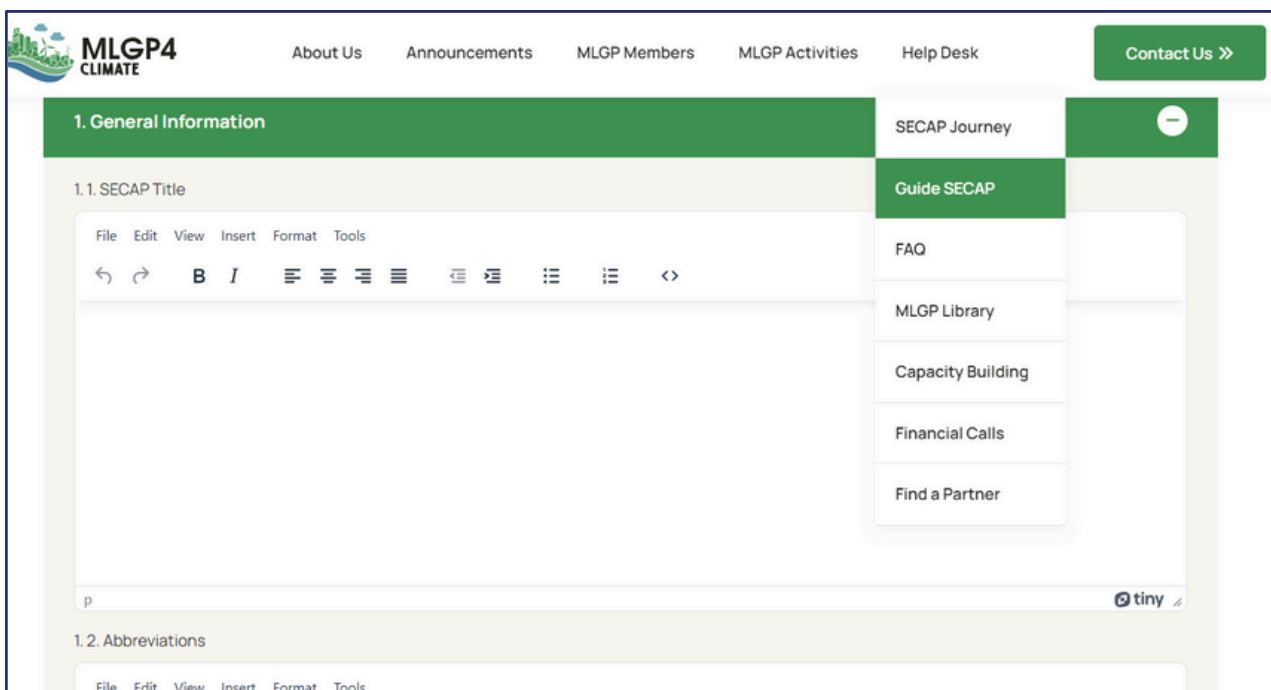 MLGP4
CLIMATE
About Us Announcements MLGP Members MLGP Activities Help Desk Contact Us »
1. General Information
SECAP Journey
Guide SECAP
FAQ
MLGP Library
Capacity Building
Financial Calls
Find a Partner
1. 1. SECAP Title
File Edit View Insert Format Tools
B I
p
tiny
1. 2. Abbreviations
File Edit View Insert Format Tools